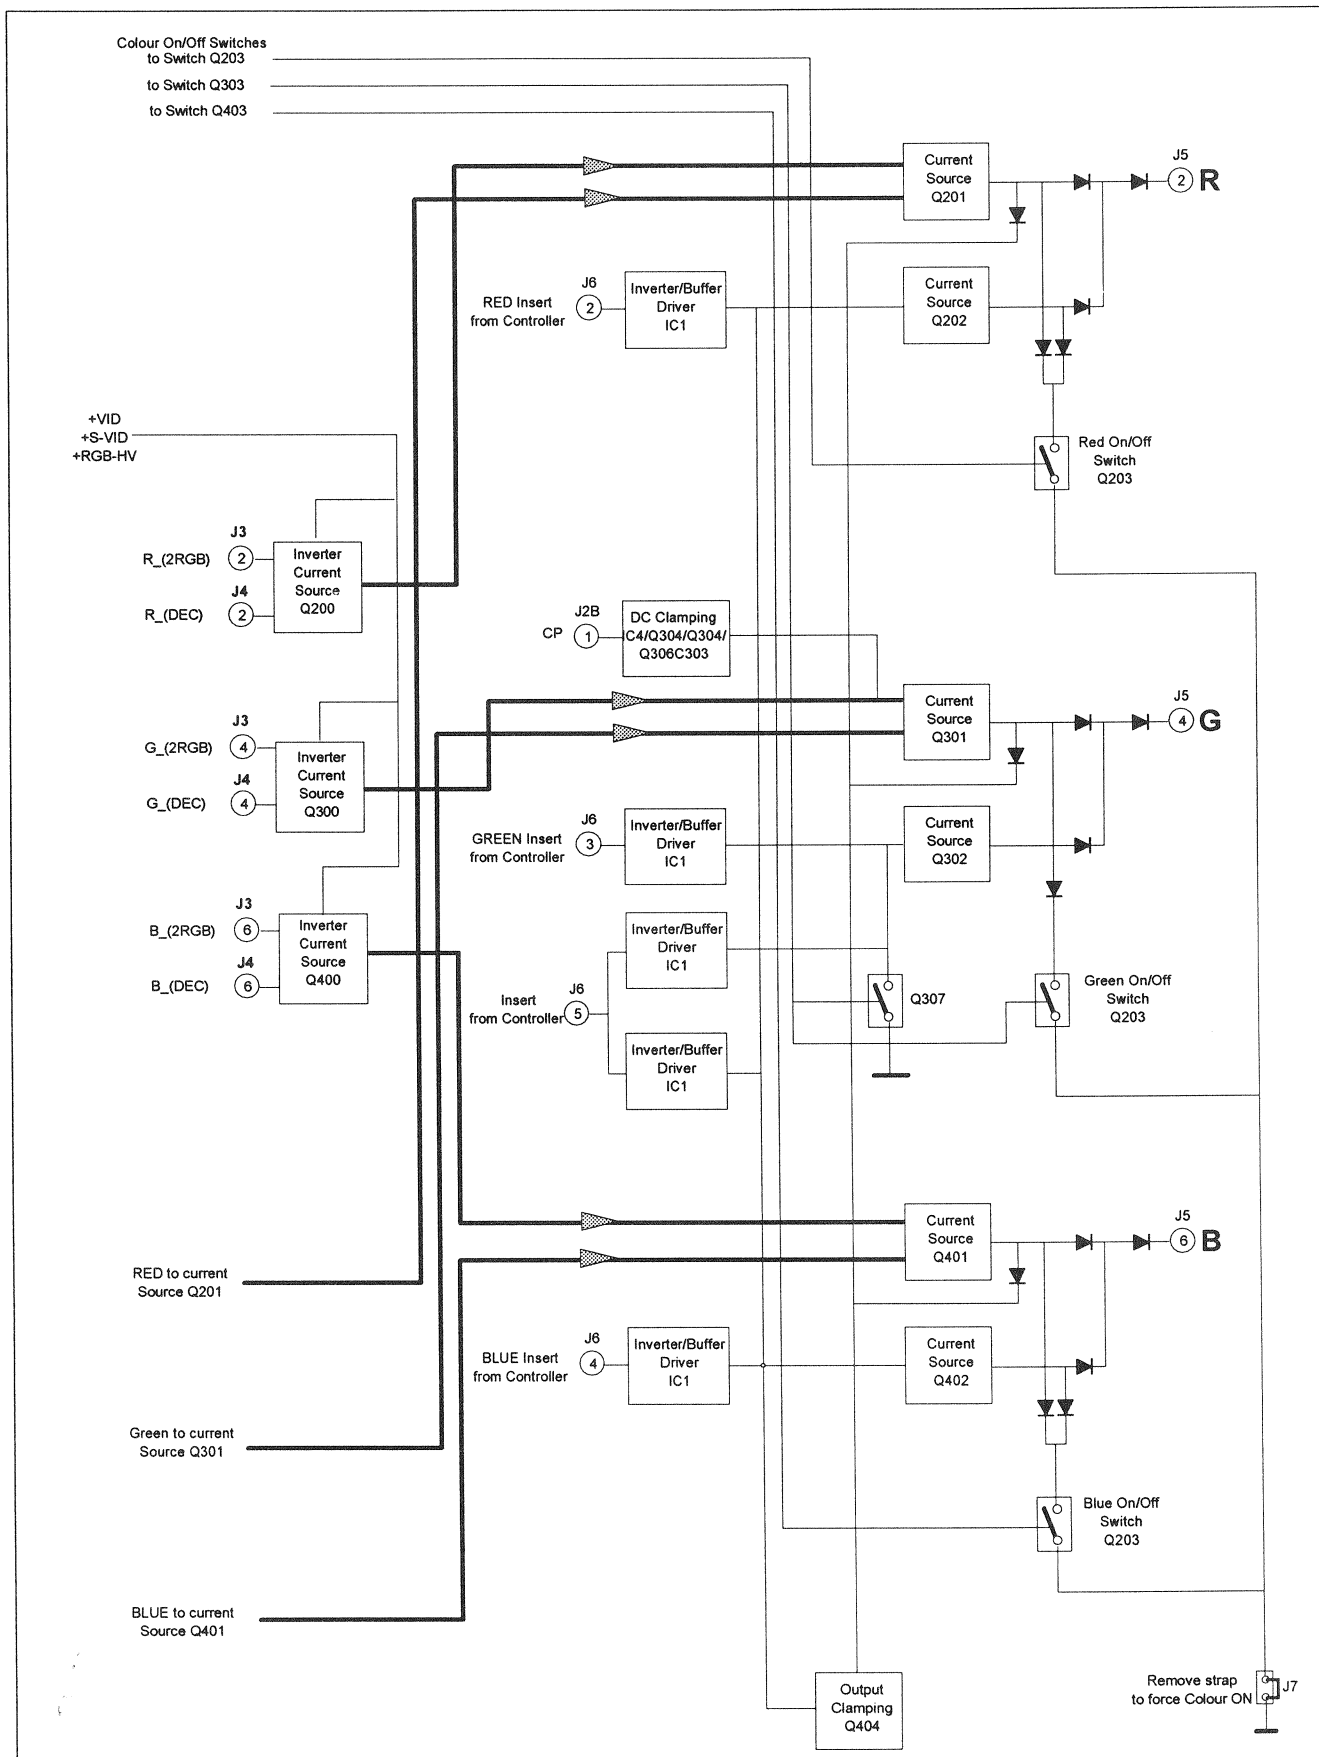 Colour On/Off Switches
to Switch Q203
to Switch Q303
to Switch Q403
Current
Source
Q201
J5
2
R
RED Insert
from Controller
J6
2
Inverter/Buffer
Driver
IC1
Current
Source
Q202
+VID
+S-VID
+RGB-HV
Red On/Off
Switch
Q203
R_(2RGB)
J3
2
R_(DEC)
J4
2
Inverter
Current
Source
Q200
CP
J2B
1
DC Clamping
C4/Q304/Q304/
Q306C303
Current
Source
Q301
J5
4
G
G_(2RGB)
J3
4
G_(DEC)
J4
4
Inverter
Current
Source
Q300
GREEN Insert
from Controller
J6
3
Inverter/Buffer
Driver
IC1
Current
Source
Q302
B_(2RGB)
J3
6
B_(DEC)
J4
6
Inverter
Current
Source
Q400
Inverter/Buffer
Driver
IC1
Insert
from Controller
J6
5
Q307
Green On/Off
Switch
Q203
Inverter/Buffer
Driver
IC1
Current
Source
Q401
J5
6
B
RED to current
Source Q201
BLUE Insert
from Controller
J6
4
Inverter/Buffer
Driver
IC1
Current
Source
Q402
Green to current
Source Q301
Blue On/Off
Switch
Q203
BLUE to current
Source Q401
Output
Clamping
Q404
Remove strap
to force Colour ON
J7